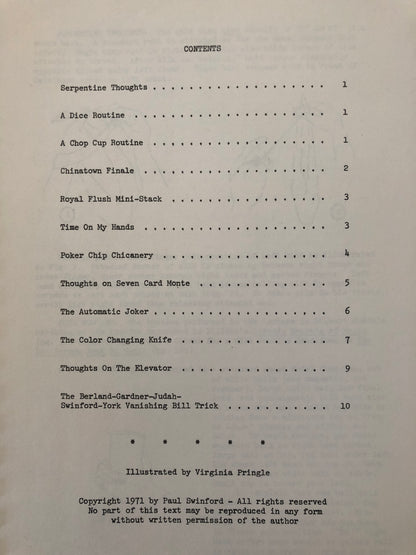 CONTENTS
Serpentine Thoughts . . . . . . . . . . . . . . . . 1
A Dice Routine . . . . . . . . . . . . . . . . . 1
A Chop Cup Routine . . . . . . . . . . . . . . . . 1
Chinatown Finale . . . . . . . . . . . . . . . . . 2
Royal Flush Mini-Stack . . . . . . . . . . . . . . 3
Time On My Hands . . . . . . . . . . . . . . . . . 3
Poker Chip Chicanery . . . . . . . . . . . . . . . 4
Thoughts on Seven Card Monte . . . . . . . . . . . . 5
The Automatic Joker . . . . . . . . . . . . . . . . 6
The Color Changing Knife . . . . . . . . . . . . . . 7
Thoughts On The Elevator . . . . . . . . . . . . . . 9
The Berland-Gardner-Judah-
Swinford-York Vanishing Bill Trick . . . . . . . . . 10
* * * * *
Illustrated by Virginia Pringle
Copyright 1971 by Paul Swinford - All rights reserved
No part of this text may be reproduced in any form
without written permission of the author